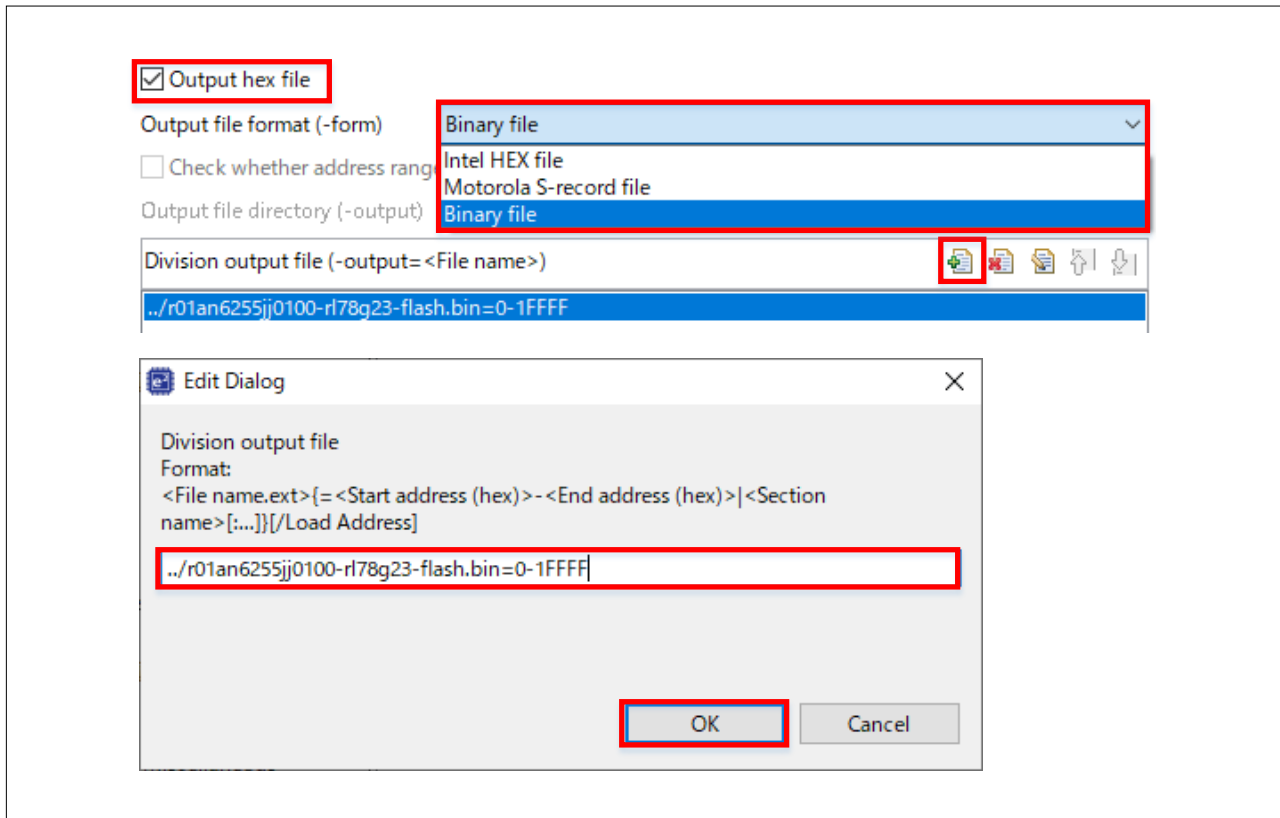 Output hex file
Output file format (-form)
Binary file
Check whether address rang
Intel HEX file
Motorola S-record file
Output file directory (-output)
Binary file
Division output file (-output=<File name>)
../r01an6255jj0100-rl78g23-flash.bin=0-1FFFF
Edit Dialog
Division output file
Format:
<File name.ext>{=<Start address (hex)>-<End address (hex)>|<Section
name>[:...]}[/Load Address]
../r01an6255jj0100-rl78g23-flash.bin=0-1FFFF
OK
Cancel